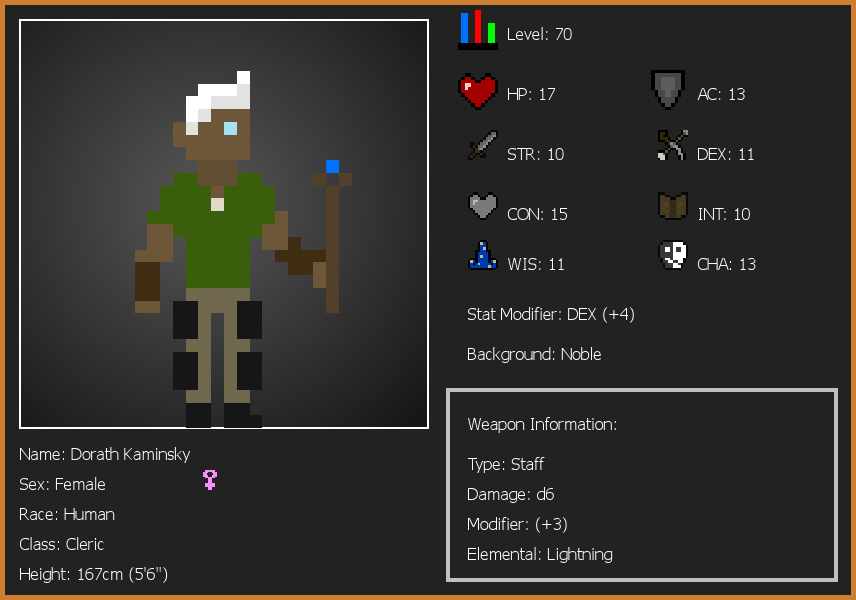 Level: 70
HP: 17
AC: 13
STR: 10
DEX: 11
CON: 15
INT: 10
WIS: 11
CHA: 13
Stat Modifier: DEX (+4)
Background: Noble
Weapon Information:
Type: Staff
Damage: d6
Modifier: (+3)
Elemental: Lightning
Name: Dorath Kaminsky
Sex: Female
Race: Human
Class: Cleric
Height: 167cm (5'6")